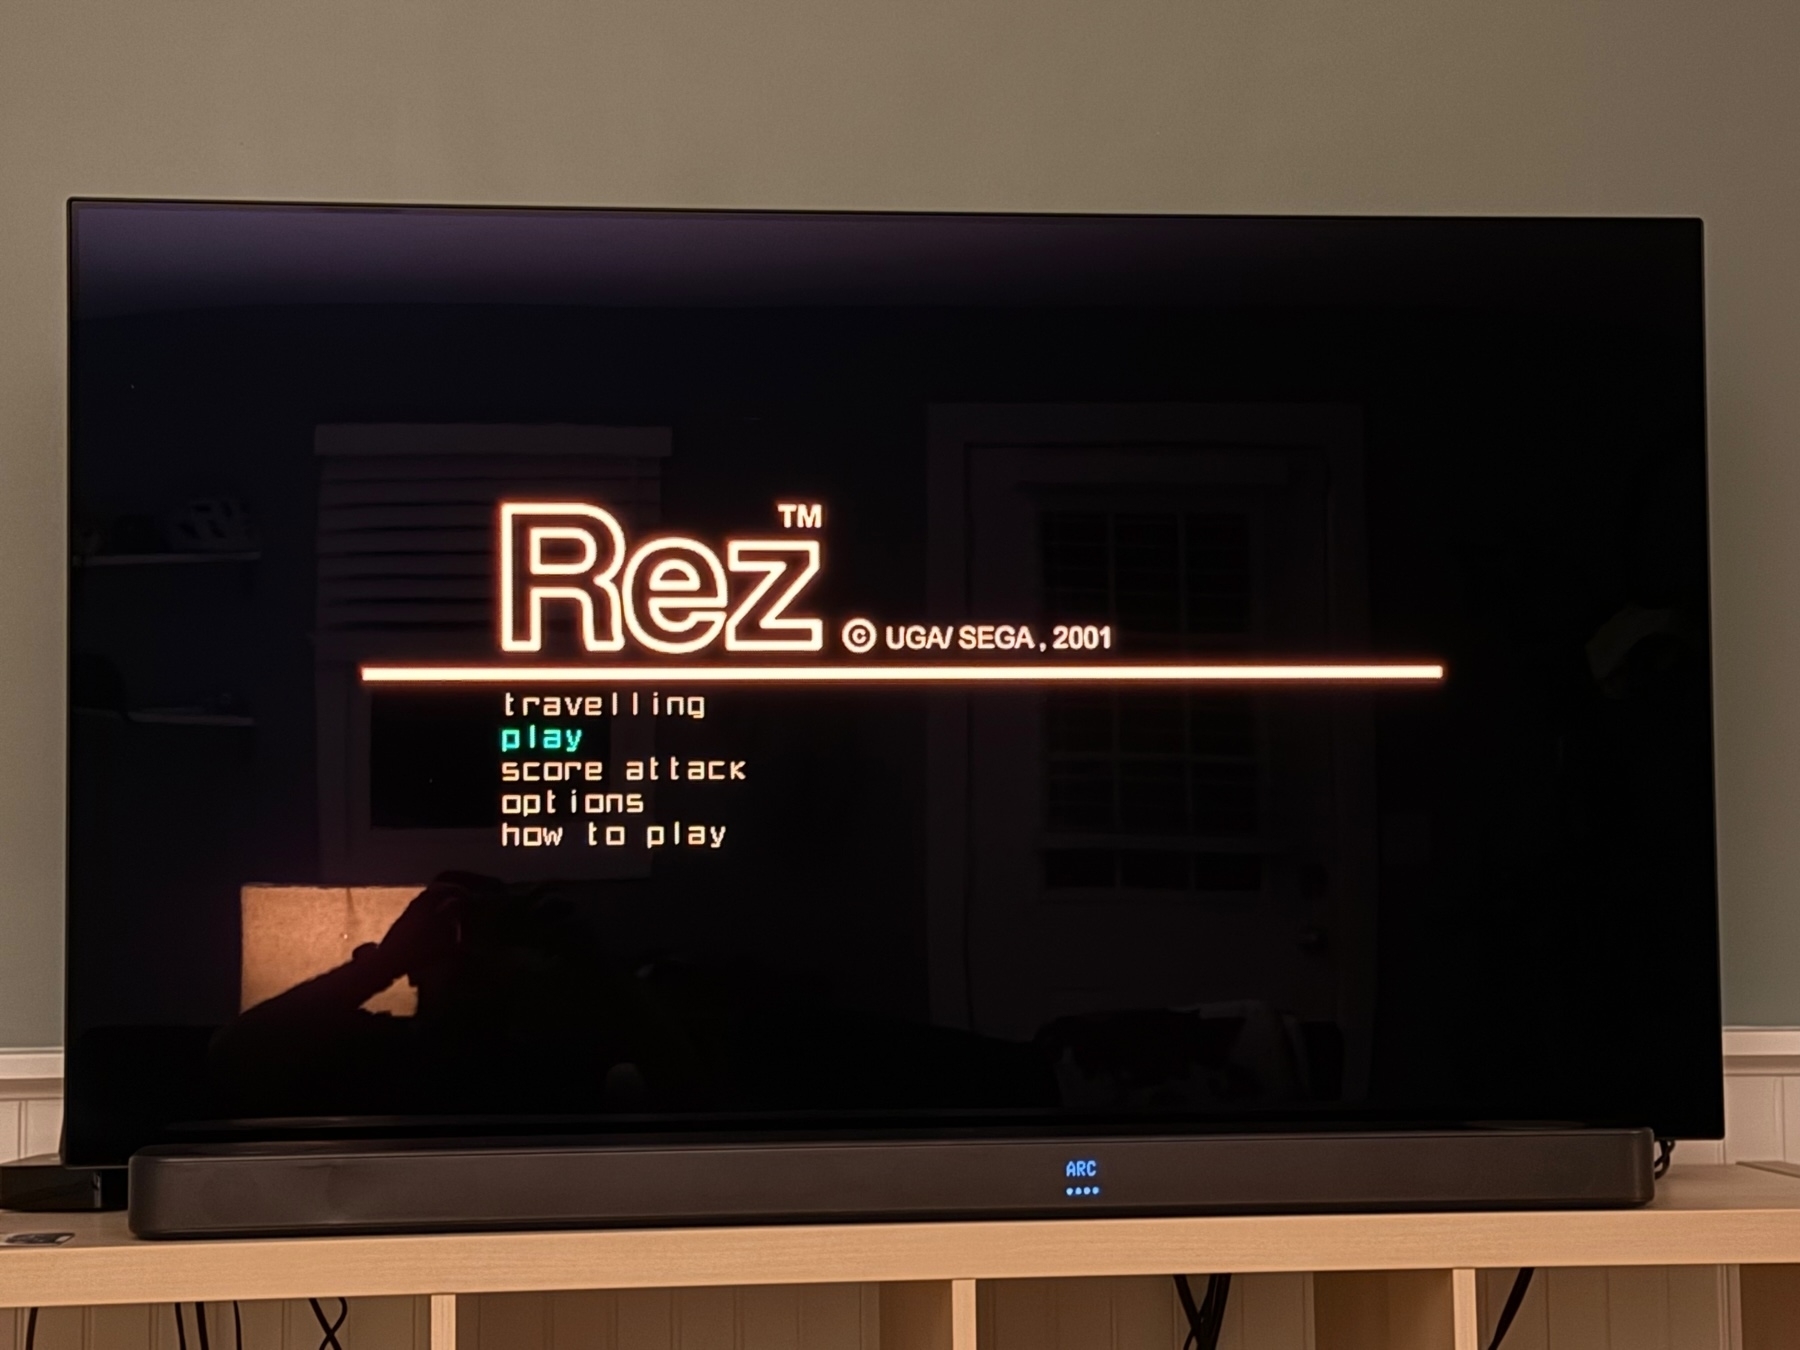 Rez™
© UGA/ SEGA, 2001
travelling
play
score attack
options
how to play
ARC